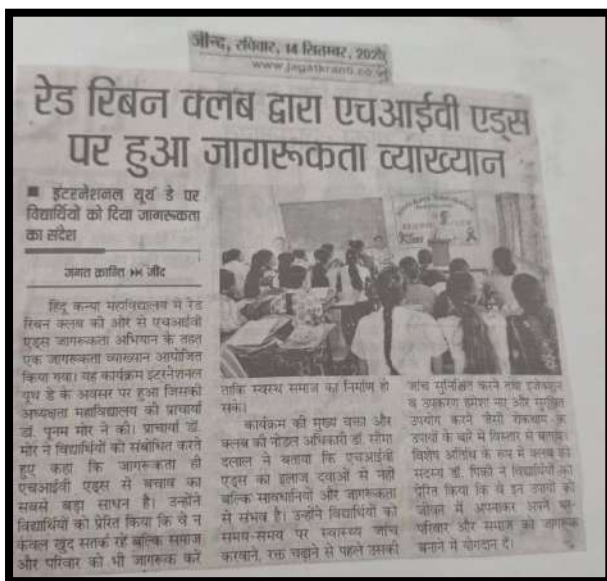 जीन्द, रविवार, 14 सितम्बर, 2025
www.jagatkranti.co.in
रेड रिबन क्लब द्वारा एचआईवी एड्स
पर हुआ जागरूकता व्याख्यान
■ इंटरनेशनल यूथ डे पर
विद्यार्थियों को दिया जागरूकता
का संदेश
जगत क्रान्ति ▸▸ जींद
हिंदू कन्या महाविद्यालय में रेड
रिबन क्लब की ओर से एचआईवी
एड्स जागरूकता अभियान के तहत
एक जागरूकता व्याख्यान आयोजित
किया गया। यह कार्यक्रम इंटरनेशनल
यूथ डे के अवसर पर हुआ जिसकी
अध्यक्षता महाविद्यालय की प्राचार्या
डॉ. पूनम मोर ने की। प्राचार्या डॉ.
मोर ने विद्यार्थियों को संबोधित करते
हुए कहा कि जागरूकता ही
एचआईवी एड्स से बचाव का
सबसे बड़ा साधन है। उन्होंने
विद्यार्थियों को प्रेरित किया कि वे न
केवल खुद सतर्क रहें बल्कि समाज
और परिवार को भी जागरूक करें
ताकि स्वस्थ समाज का निर्माण हो
सके।
कार्यक्रम की मुख्य वक्ता और
क्लब की नोडल अधिकारी डॉ. सीमा
दलाल ने बताया कि एचआईवी
एड्स का इलाज दवाओं से नहीं
बल्कि सावधानियों और जागरूकता
से संभव है। उन्होंने विद्यार्थियों को
समय-समय पर स्वास्थ्य जांच
करवाने, रक्त चढ़ाने से पहले उसकी
जांच सुनिश्चित करने तथा इंजेक्शन
व उपकरण हमेशा नए और सुरक्षित
उपयोग करने जैसी रोकथाम के
उपायों के बारे में विस्तार से बताया।
विशेष अतिथि के रूप में क्लब की
सदस्य डॉ. पिंकी ने विद्यार्थियों को
प्रेरित किया कि वे इन उपायों को
जीवन में अपनाकर अपने घर-
परिवार और समाज को जागरूक
बनाने में योगदान दें।